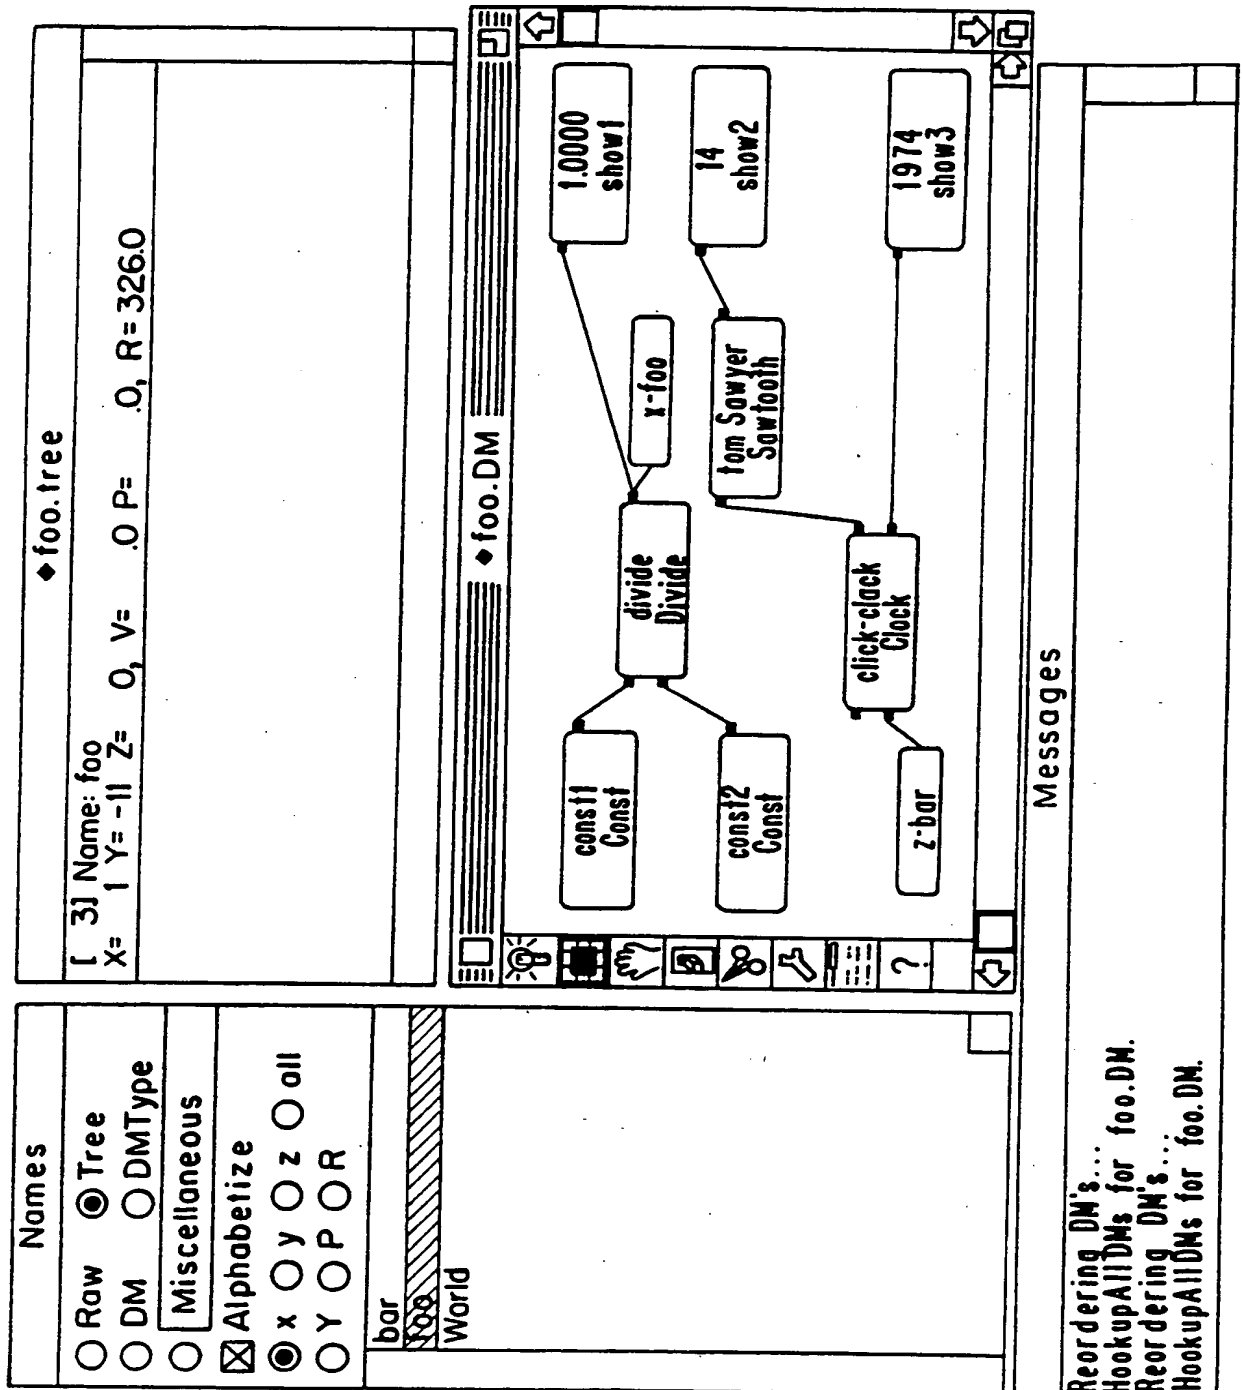 Names
Raw Tree
DM DMType
Miscellaneous
Alphabetize
x y z all
Y P R
bar
foo
World
◆foo.tree
[ 3] Name: foo
X= 1 Y= -11 Z= 0, V= .0 P= .0, R= 326.0
◆foo.DM
const1
Const
const2
Const
z-bar
divide
Divide
click-clack
Clock
x-foo
tom Sawyer
Sawtooth
1.0000
show1
14
show2
1974
show3
?
Messages
Reordering DM's...
HookupAllDMs for foo.DM.
Reordering DM's...
HookupAllDMs for foo.DM.